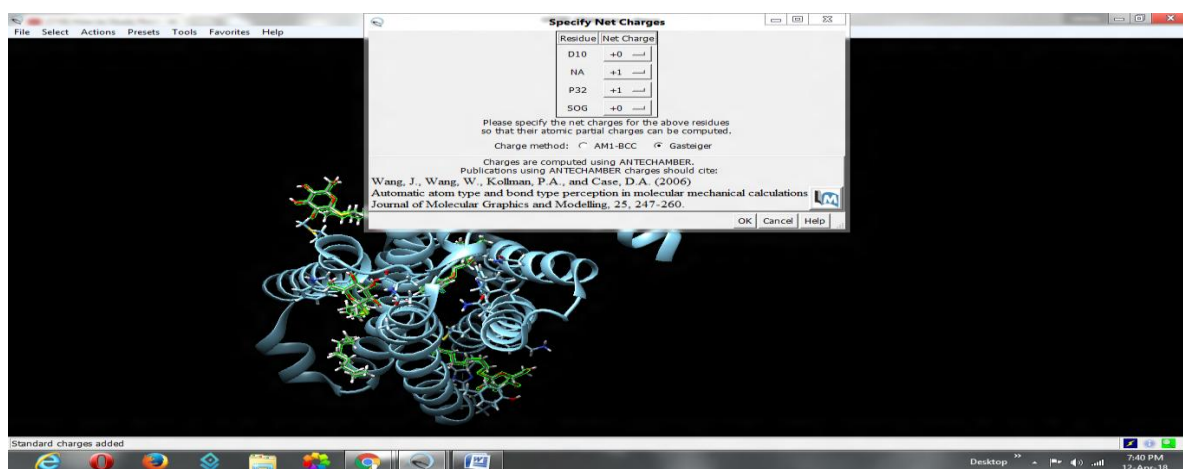 Specify Net Charges
File Select Actions Presets Tools Favorites Help
Residue Net Charge
D10 +0
NA +1
P32 +1
SOG +0
Please specify the net charges for the above residues
so that their atomic partial charges can be computed.
Charge method: AM1-BCC Gasteiger
Charges are computed using ANTECHAMBER.
Publications using ANTECHAMBER charges should cite:
Wang, J., Wang, W., Kollman, P.A., and Case, D.A. (2006)
Automatic atom type and bond type perception in molecular mechanical calculations
Journal of Molecular Graphics and Modelling, 25, 247-260.
OK Cancel Help
Standard charges added
Desktop
7:40 PM
12-Apr-18